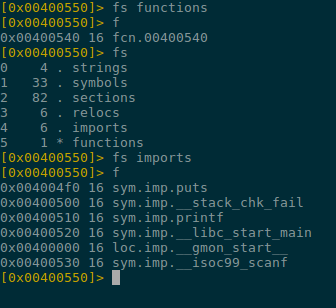 [0x00400550]> fs functions
[0x00400550]> f
0x00400540 16 fcn.00400540
[0x00400550]> fs
0    4 . strings
1   33 . symbols
2   82 . sections
3    6 . relocs
4    6 . imports
5    1 * functions
[0x00400550]> fs imports
[0x00400550]> f
0x004004f0 16 sym.imp.puts
0x00400500 16 sym.imp.__stack_chk_fail
0x00400510 16 sym.imp.printf
0x00400520 16 sym.imp.__libc_start_main
0x00400000 16 loc.imp.__gmon_start__
0x00400530 16 sym.imp.__isoc99_scanf
[0x00400550]>